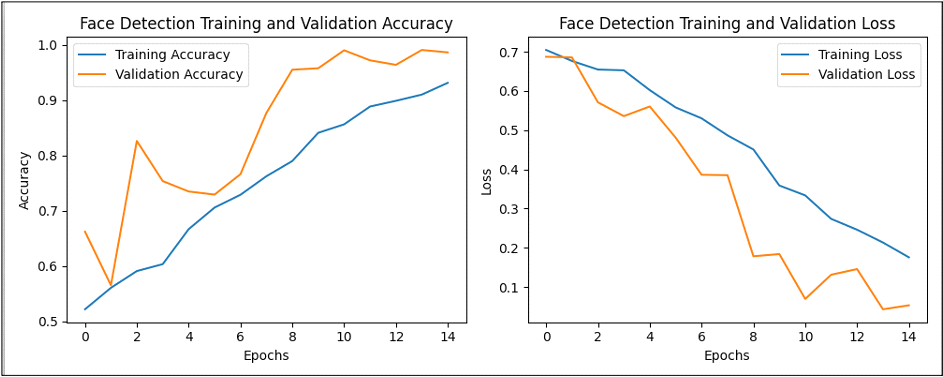 Face Detection Training and Validation Accuracy
Training Accuracy
Validation Accuracy
1.0
0.9
0.8
0.7
0.6
0.5
Accuracy
0 2 4 6 8 10 12 14
Epochs
Face Detection Training and Validation Loss
Training Loss
Validation Loss
0.7
0.6
0.5
0.4
0.3
0.2
0.1
Loss
0 2 4 6 8 10 12 14
Epochs